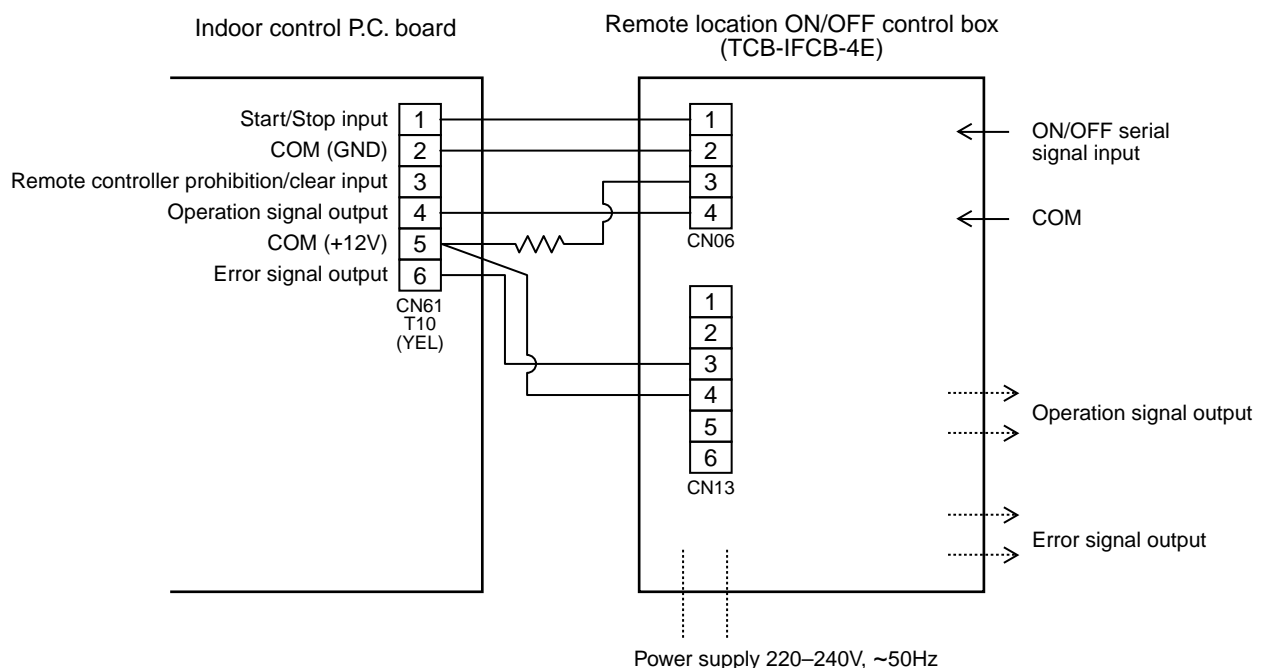 Indoor control P.C. board
Remote location ON/OFF control box
(TCB-IFCB-4E)
Start/Stop input 1
COM (GND) 2
Remote controller prohibition/clear input 3
Operation signal output 4
COM (+12V) 5
Error signal output 6
CN61
T10
(YEL)
1
2
3
4
CN06
1
2
3
4
5
6
CN13
ON/OFF serial
signal input
COM
Operation signal output
Error signal output
Power supply 220–240V, ~50Hz